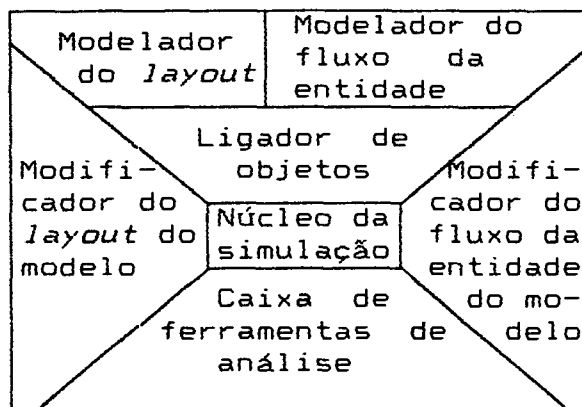 Modelador
do layout
Modelador do
fluxo da
entidade
Ligador de
objetos
Modifi-
cador do
layout do
modelo
Núcleo da
simulação
Modifi-
cador do
fluxo da
entidade
do mo-
delo
Caixa de
ferramentas de
análise